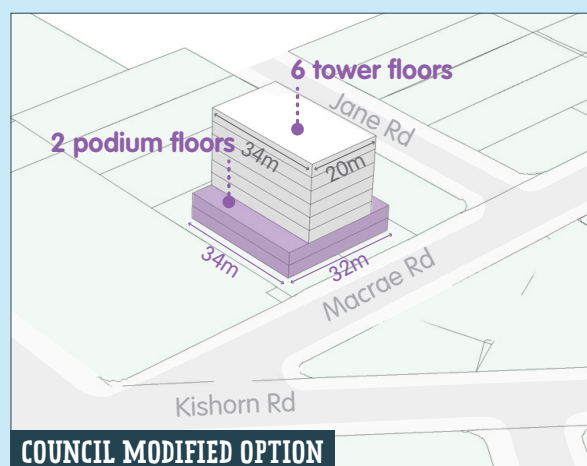 6 tower floors
Jane Rd
2 podium floors
34m
20m
34m
32m
Macrae Rd
Kishorn Rd
COUNCIL MODIFIED OPTION